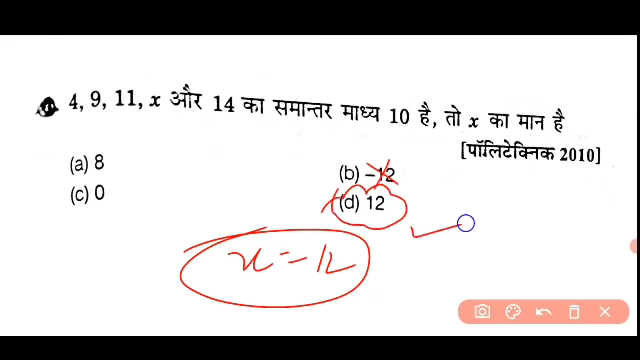 4, 9, 11, x और 14 का समान्तर माध्य 10 है, तो x का मान है
[पॉलिटेक्निक 2010]
(a) 8
(b) –12
(c) 0
(d) 12
x = 12